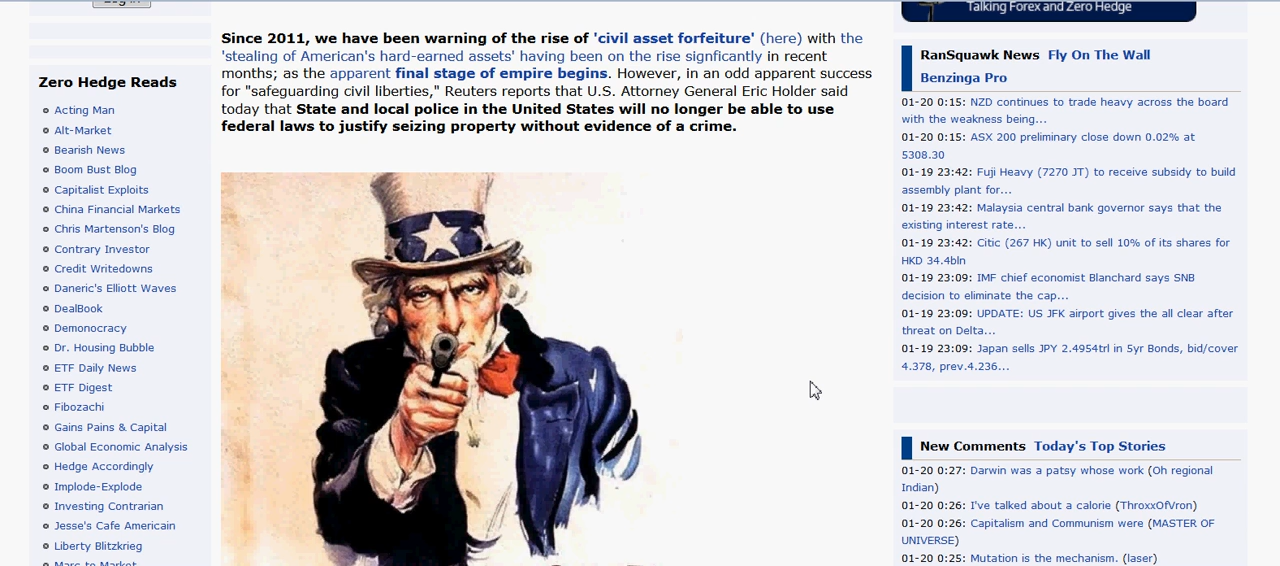 Log in
Zero Hedge Reads
Acting Man
Alt-Market
Bearish News
Boom Bust Blog
Capitalist Exploits
China Financial Markets
Chris Martenson's Blog
Contrary Investor
Credit Writedowns
Daneric's Elliott Waves
DealBook
Demonocracy
Dr. Housing Bubble
ETF Daily News
ETF Digest
Fibozachi
Gains Pains & Capital
Global Economic Analysis
Hedge Accordingly
Implode-Explode
Investing Contrarian
Jesse's Cafe Americain
Liberty Blitzkrieg
Marc to Market
Since 2011, we have been warning of the rise of 'civil asset forfeiture' (here) with the
'stealing of American's hard-earned assets' having been on the rise signficantly in recent
months; as the apparent final stage of empire begins. However, in an odd apparent success
for "safeguarding civil liberties," Reuters reports that U.S. Attorney General Eric Holder said
today that State and local police in the United States will no longer be able to use
federal laws to justify seizing property without evidence of a crime.
Talking Forex and Zero Hedge
RanSquawk News Fly On The Wall
Benzinga Pro
01-20 0:15: NZD continues to trade heavy across the board
with the weakness being...
01-20 0:15: ASX 200 preliminary close down 0.02% at
5308.30
01-19 23:42: Fuji Heavy (7270 JT) to receive subsidy to build
assembly plant for...
01-19 23:42: Malaysia central bank governor says that the
existing interest rate...
01-19 23:42: Citic (267 HK) unit to sell 10% of its shares for
HKD 34.4bln
01-19 23:09: IMF chief economist Blanchard says SNB
decision to eliminate the cap...
01-19 23:09: UPDATE: US JFK airport gives the all clear after
threat on Delta...
01-19 23:09: Japan sells JPY 2.4954trl in 5yr Bonds, bid/cover
4.378, prev.4.236...
New Comments Today's Top Stories
01-20 0:27: Darwin was a patsy whose work (Oh regional
Indian)
01-20 0:26: I've talked about a calorie (ThroxxOfVron)
01-20 0:26: Capitalism and Communism were (MASTER OF
UNIVERSE)
01-20 0:25: Mutation is the mechanism. (laser)